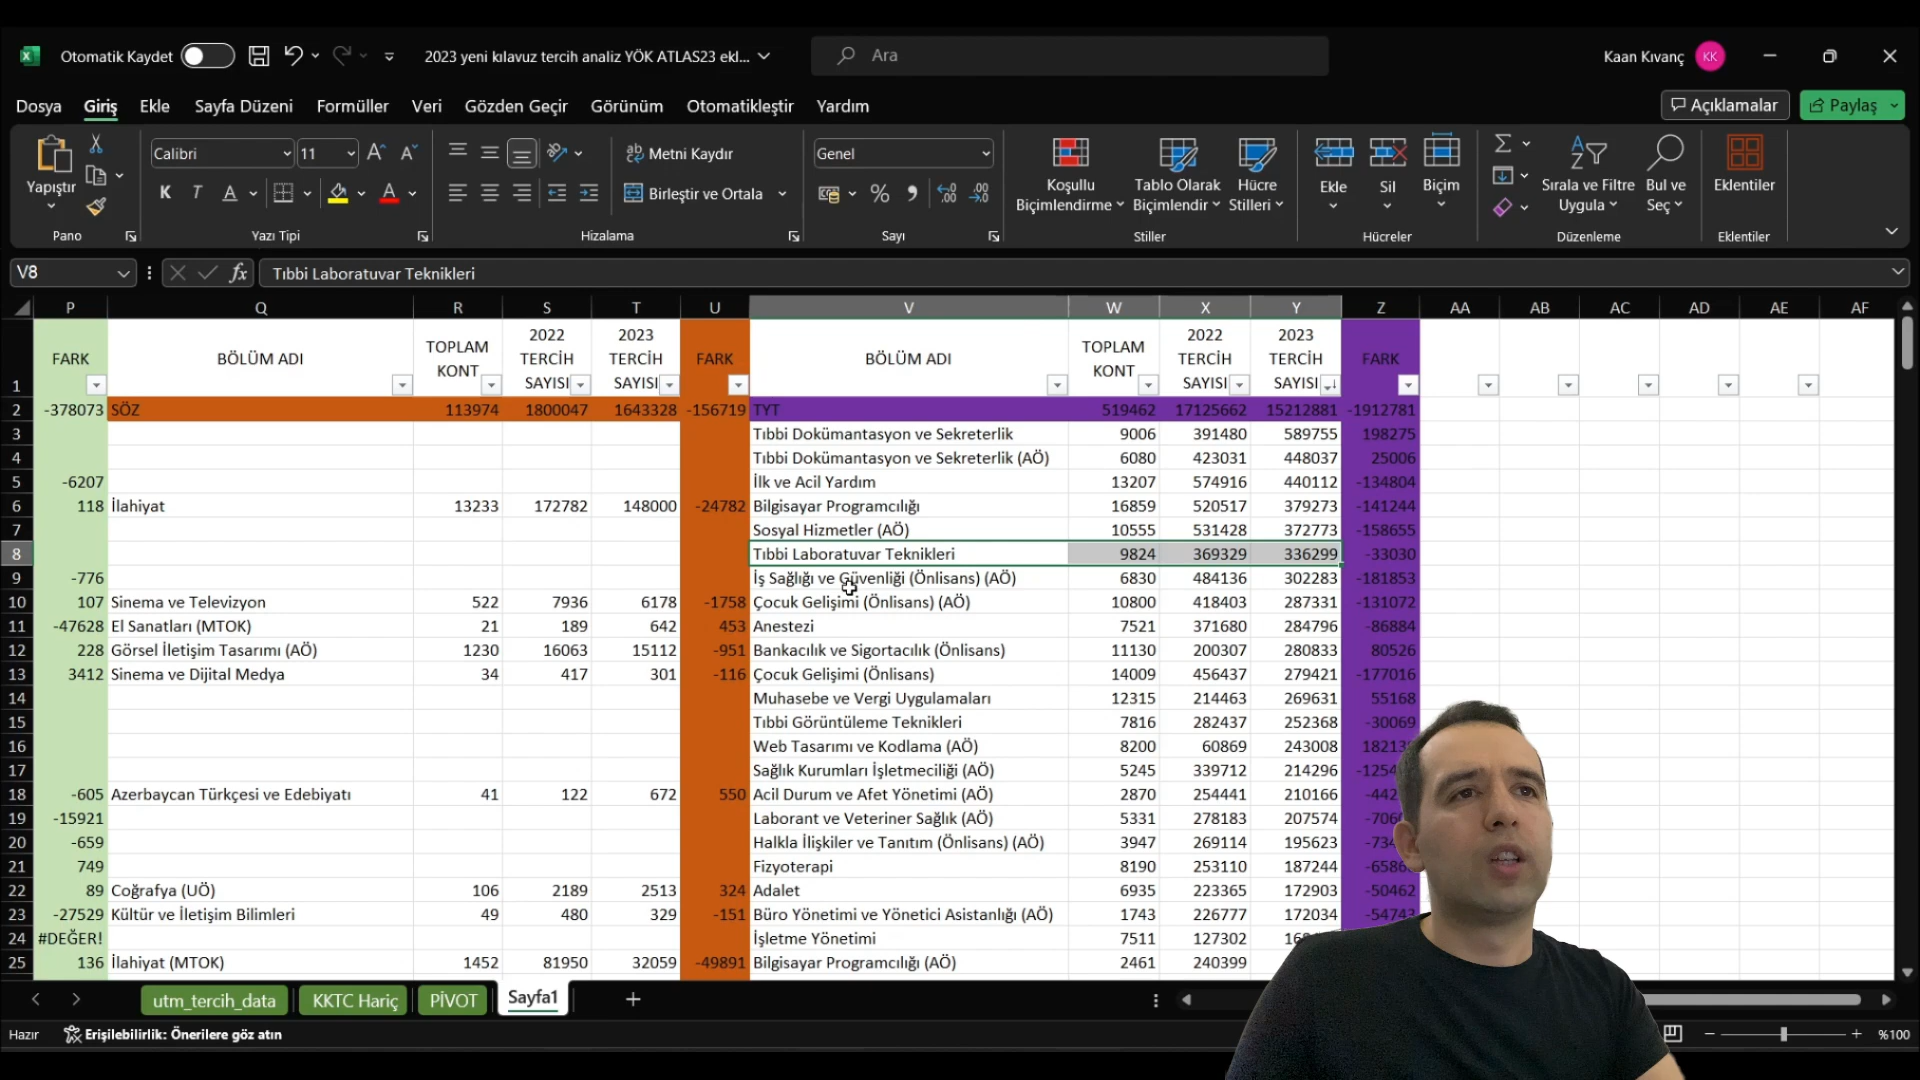 Otomatik Kaydet
2023 yeni kılavuz tercih analiz YÖK ATLAS23 ekl...
Ara
Kaan Kıvanç KK
Dosya Giriş Ekle Sayfa Düzeni Formüller Veri Gözden Geçir Görünüm Otomatikleştir Yardım
Açıklamalar Paylaş
Yapıştır
Pano
Calibri 11
K T A
Yazı Tipi
Metni Kaydır
Birleştir ve Ortala
Hizalama
Genel
Sayı
Koşullu Biçimlendirme
Tablo Olarak Biçimlendir
Hücre Stilleri
Stiller
Ekle Sil Biçim
Hücreler
Sırala ve Filtre Uygula
Bul ve Seç
Düzenleme
Eklentiler
Eklentiler
V8 fx Tıbbi Laboratuvar Teknikleri
P Q R S T U V W X Y Z AA AB AC AD AE AF
1 FARK BÖLÜM ADI TOPLAM KONT 2022 TERCİH SAYISI 2023 TERCİH SAYISI FARK BÖLÜM ADI TOPLAM KONT 2022 TERCİH SAYISI 2023 TERCİH SAYISI FARK
2 -378073 SÖZ 113974 1800047 1643328 -156719 TYT 519462 17125662 15212881 -1912781
3 Tıbbi Dokümantasyon ve Sekreterlik 9006 391480 589755 198275
4 Tıbbi Dokümantasyon ve Sekreterlik (AÖ) 6080 423031 448037 25006
5 -6207 İlk ve Acil Yardım 13207 574916 440112 -134804
6 118 İlahiyat 13233 172782 148000 -24782 Bilgisayar Programcılığı 16859 520517 379273 -141244
7 Sosyal Hizmetler (AÖ) 10555 531428 372773 -158655
8 Tıbbi Laboratuvar Teknikleri 9824 369329 336299 -33030
9 -776 İş Sağlığı ve Güvenliği (Önlisans) (AÖ) 6830 484136 302283 -181853
10 107 Sinema ve Televizyon 522 7936 6178 -1758 Çocuk Gelişimi (Önlisans) (AÖ) 10800 418403 287331 -131072
11 -47628 El Sanatları (MTOK) 21 189 642 453 Anestezi 7521 371680 284796 -86884
12 228 Görsel İletişim Tasarımı (AÖ) 1230 16063 15112 -951 Bankacılık ve Sigortacılık (Önlisans) 11130 200307 280833 80526
13 3412 Sinema ve Dijital Medya 34 417 301 -116 Çocuk Gelişimi (Önlisans) 14009 456437 279421 -177016
14 Muhasebe ve Vergi Uygulamaları 12315 214463 269631 55168
15 Tıbbi Görüntüleme Teknikleri 7816 282437 252368 -30069
16 Web Tasarımı ve Kodlama (AÖ) 8200 60869 243008
17 Sağlık Kurumları İşletmeciliği (AÖ) 5245 339712 214296
18 -605 Azerbaycan Türkçesi ve Edebiyatı 41 122 672 550 Acil Durum ve Afet Yönetimi (AÖ) 2870 254441 210166
19 -15921 Laborant ve Veteriner Sağlık (AÖ) 5331 278183 207574
20 -659 Halkla İlişkiler ve Tanıtım (Önlisans) (AÖ) 3947 269114 195623
21 749 Fizyoterapi 8190 253110 187244
22 89 Coğrafya (UÖ) 106 2189 2513 324 Adalet 6935 223365 172903 -50462
23 -27529 Kültür ve İletişim Bilimleri 49 480 329 -151 Büro Yönetimi ve Yönetici Asistanlığı (AÖ) 1743 226777 172034 -54743
24 #DEĞER! İşletme Yönetimi 7511 127302
25 136 İlahiyat (MTOK) 1452 81950 32059 -49891 Bilgisayar Programcılığı (AÖ) 2461 240399
utm_tercih_data KKTC Hariç PİVOT Sayfa1
Hazır Erişilebilirlik: Önerilere göz atın %100